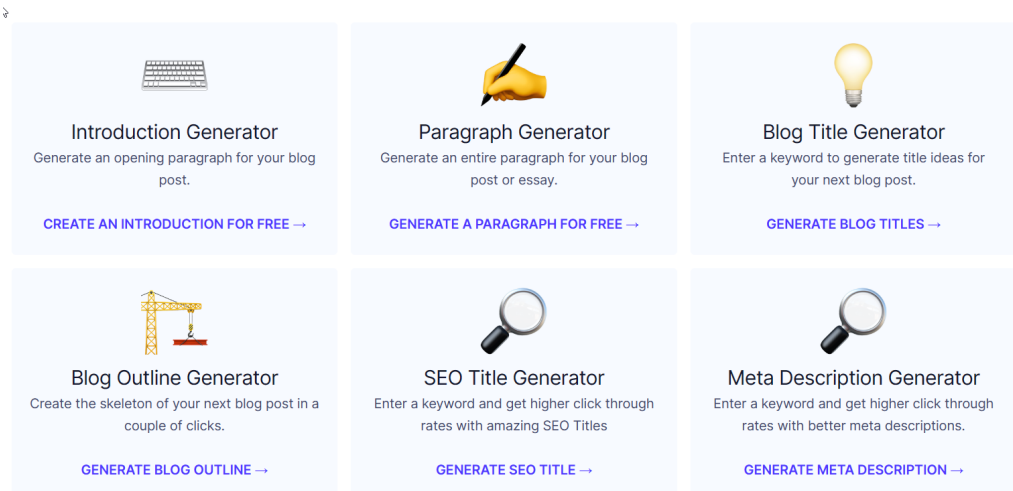 Introduction Generator
Generate an opening paragraph for your blog
post.
CREATE AN INTRODUCTION FOR FREE →
Paragraph Generator
Generate an entire paragraph for your blog
post or essay.
GENERATE A PARAGRAPH FOR FREE →
Blog Title Generator
Enter a keyword to generate title ideas for
your next blog post.
GENERATE BLOG TITLES →
Blog Outline Generator
Create the skeleton of your next blog post in a
couple of clicks.
GENERATE BLOG OUTLINE →
SEO Title Generator
Enter a keyword and get higher click through
rates with amazing SEO Titles
GENERATE SEO TITLE →
Meta Description Generator
Enter a keyword and get higher click through
rates with better meta descriptions.
GENERATE META DESCRIPTION →